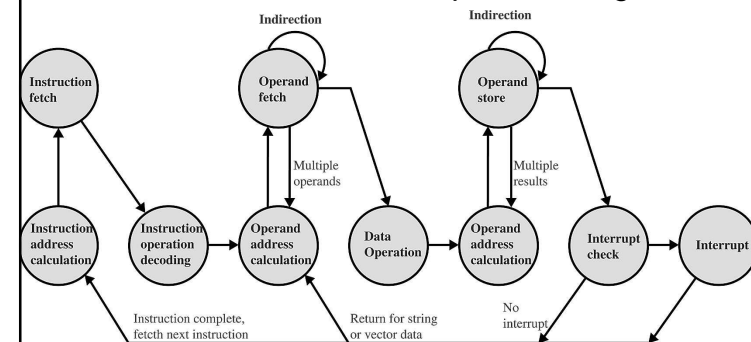 Indirection
Indirection
Instruction
fetch
Operand
fetch
Operand
store
Multiple
operands
Multiple
results
Instruction
address
calculation
Instruction
operation
decoding
Operand
address
calculation
Data
Operation
Operand
address
calculation
Interrupt
check
Interrupt
Instruction complete,
fetcth next instruction
Return for string
or vector data
No
interrupt